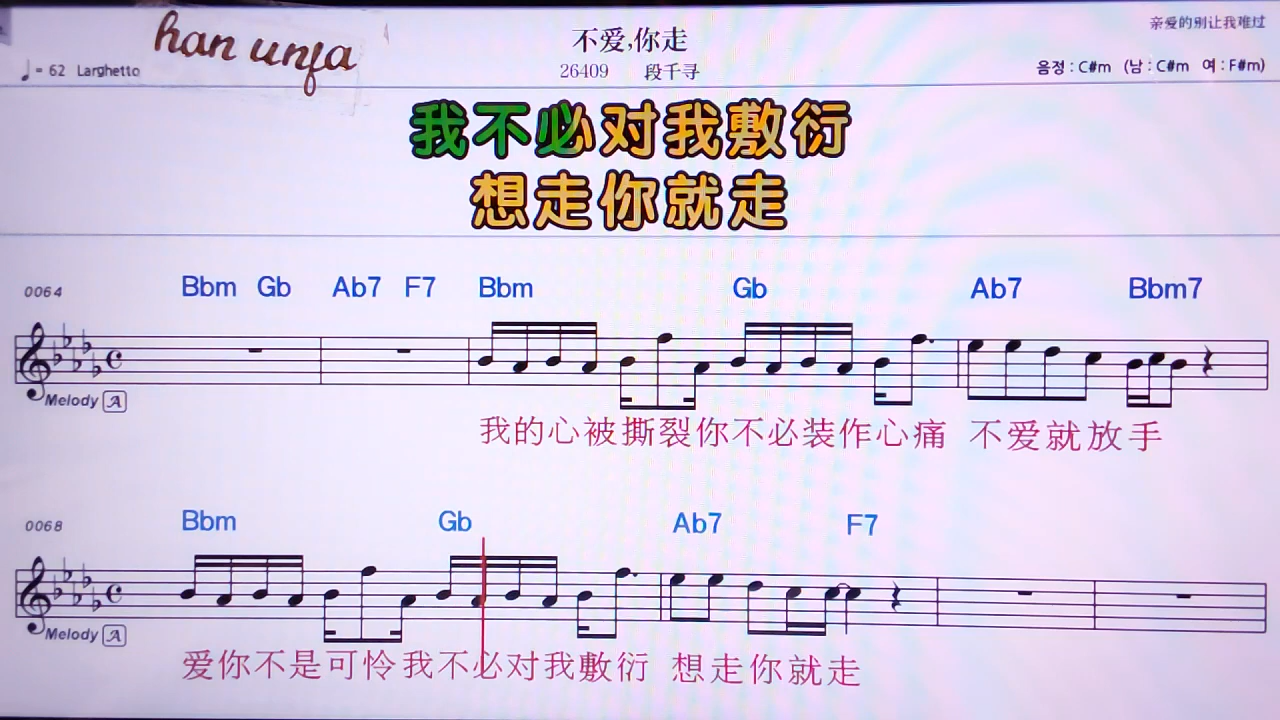 han unfa
不爱,你走
亲爱的别让我难过
♩= 62 Larghetto
26409 段千寻
음정 : C#m (남 : C#m 여 : F#m)
我不必对我敷衍
想走你就走
0064 Bbm Gb Ab7 F7 Bbm Gb Ab7 Bbm7
Melody A
我的心被撕裂你不必装作心痛 不爱就放手
0068 Bbm Gb Ab7 F7
Melody A
爱你不是可怜我不必对我敷衍 想走你就走